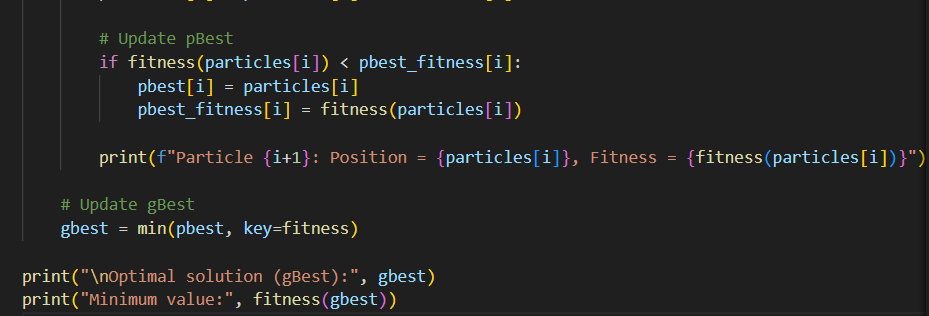 # Update pBest
if fitness(particles[i]) < pbest_fitness[i]:
pbest[i] = particles[i]
pbest_fitness[i] = fitness(particles[i])
print(f"Particle {i+1}: Position = {particles[i]}, Fitness = {fitness(particles[i])}")
# Update gBest
gbest = min(pbest, key=fitness)
print("\nOptimal solution (gBest):", gbest)
print("Minimum value:", fitness(gbest))